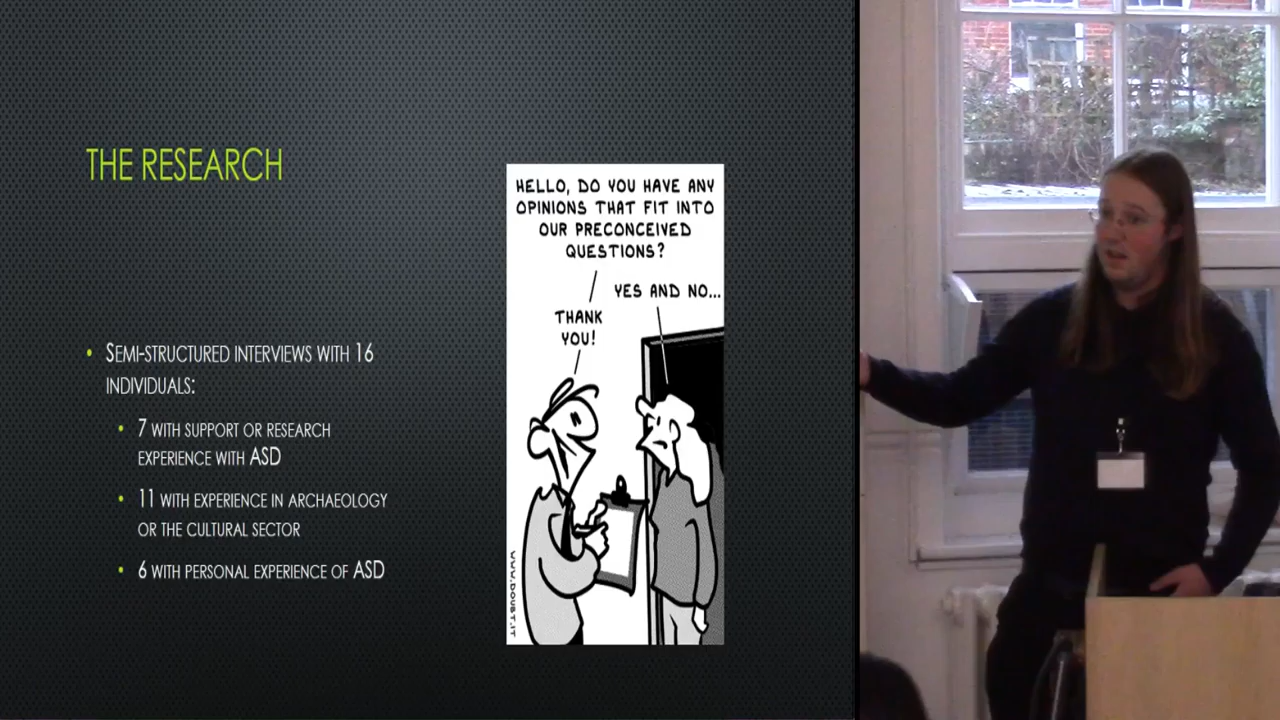 THE RESEARCH
• SEMI-STRUCTURED INTERVIEWS WITH 16
INDIVIDUALS:
• 7 WITH SUPPORT OR RESEARCH
EXPERIENCE WITH ASD
• 11 WITH EXPERIENCE IN ARCHAEOLOGY
OR THE CULTURAL SECTOR
• 6 WITH PERSONAL EXPERIENCE OF ASD
HELLO, DO YOU HAVE ANY
OPINIONS THAT FIT INTO
OUR PRECONCEIVED
QUESTIONS?
YES AND NO...
THANK
YOU!
WWW.DOUBT.IT